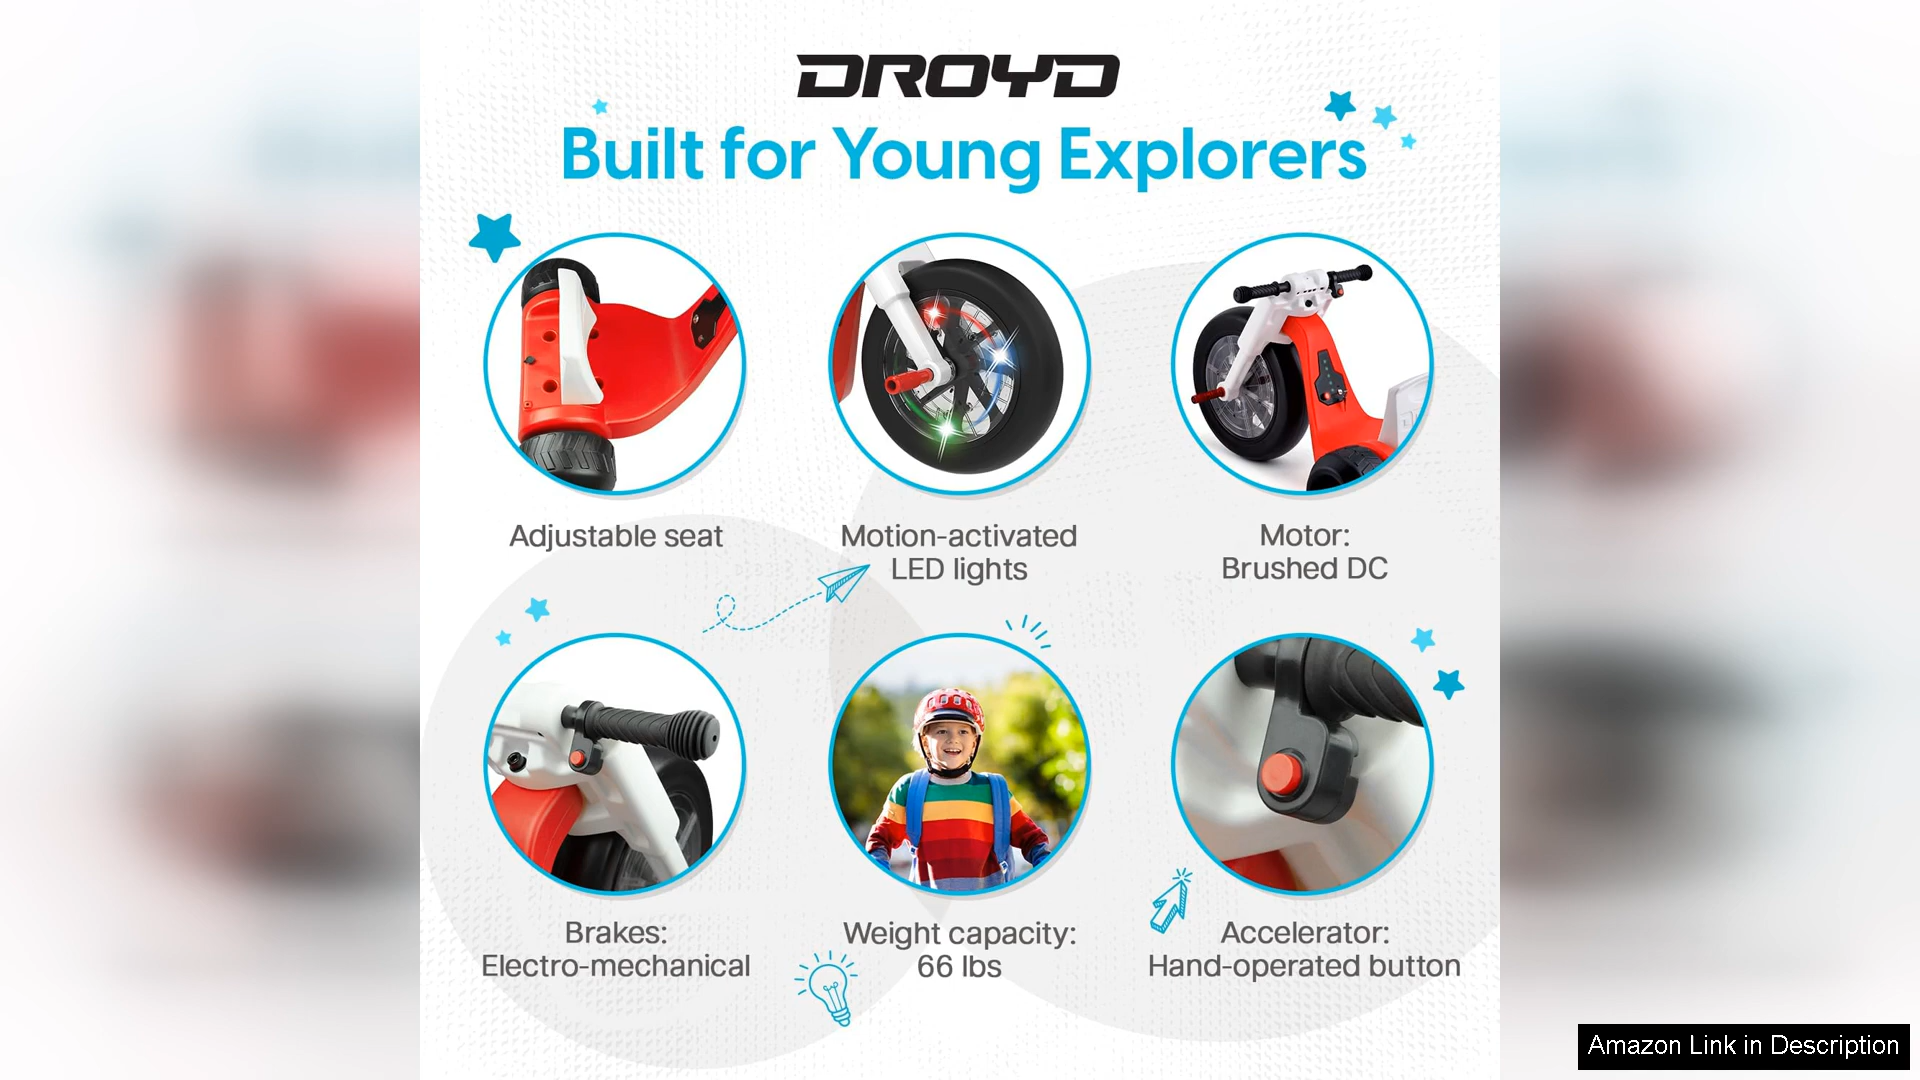 DROYD
Built for Young Explorers
Adjustable seat
Motion-activated
LED lights
Motor:
Brushed DC
Brakes:
Electro-mechanical
Weight capacity:
66 lbs
Accelerator:
Hand-operated button
Amazon Link in Description